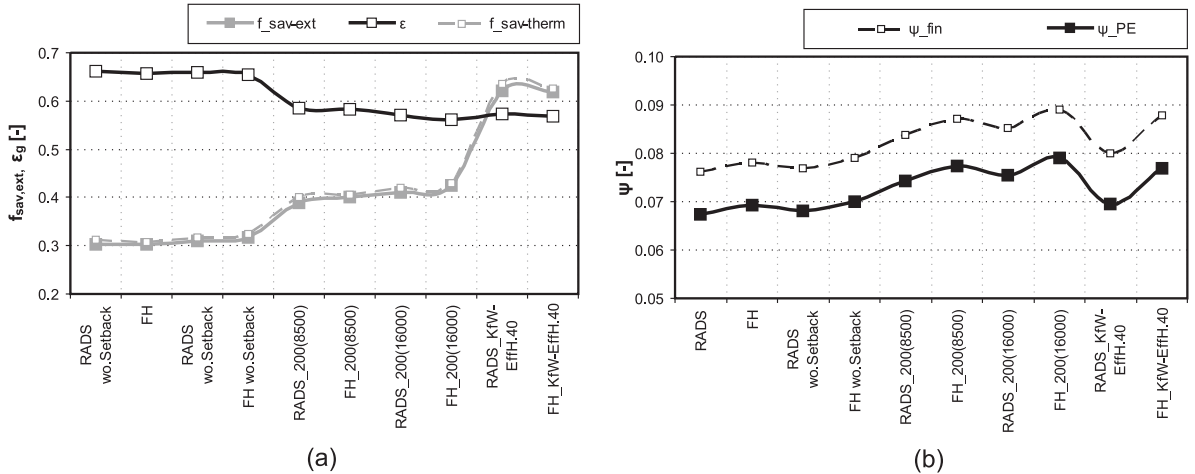 f_sav-ext ε f_sav-therm
0.7
0.6
0.5
0.4
0.3
0.2
f_sav,ext, ε_g [-]
RADS
wo.Setback
FH
RADS
wo.Setback
FH wo.Setback
RADS_200(8500)
FH_200(8500)
RADS_200(16000)
FH_200(16000)
RADS_KfW-
EffH.40
FH_KfW-EffH.40
(a)
ψ_fin ψ_PE
0.10
0.09
0.08
0.07
0.06
0.05
ψ [-]
RADS
FH
RADS
wo.Setback
FH wo.Setback
RADS_200(8500)
FH_200(8500)
RADS_200(16000)
FH_200(16000)
RADS_KfW-
EffH.40
FH_KfW-EffH.40
(b)